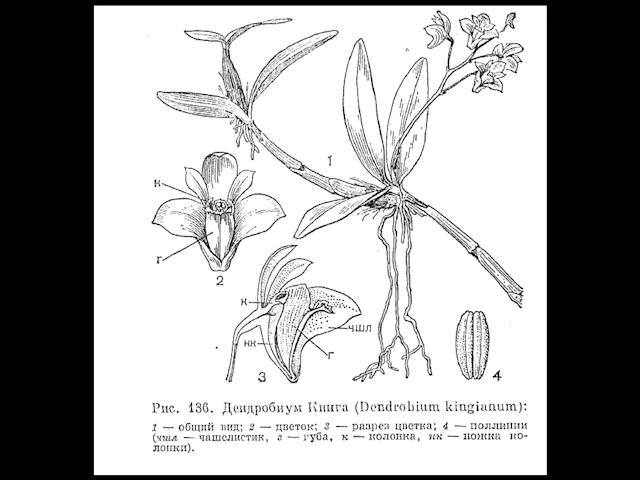 1
к
г
2
к
нк
чшл
г
3
4
Рис. 136. Дендробиум Кинга (Dendrobium kingianum):
1 — общий вид; 2 — цветок; 3 — разрез цветка; 4 — поллинии
(чшл — чашелистик, г — губа, к — колонка, нк — ножка ко-
лонки).